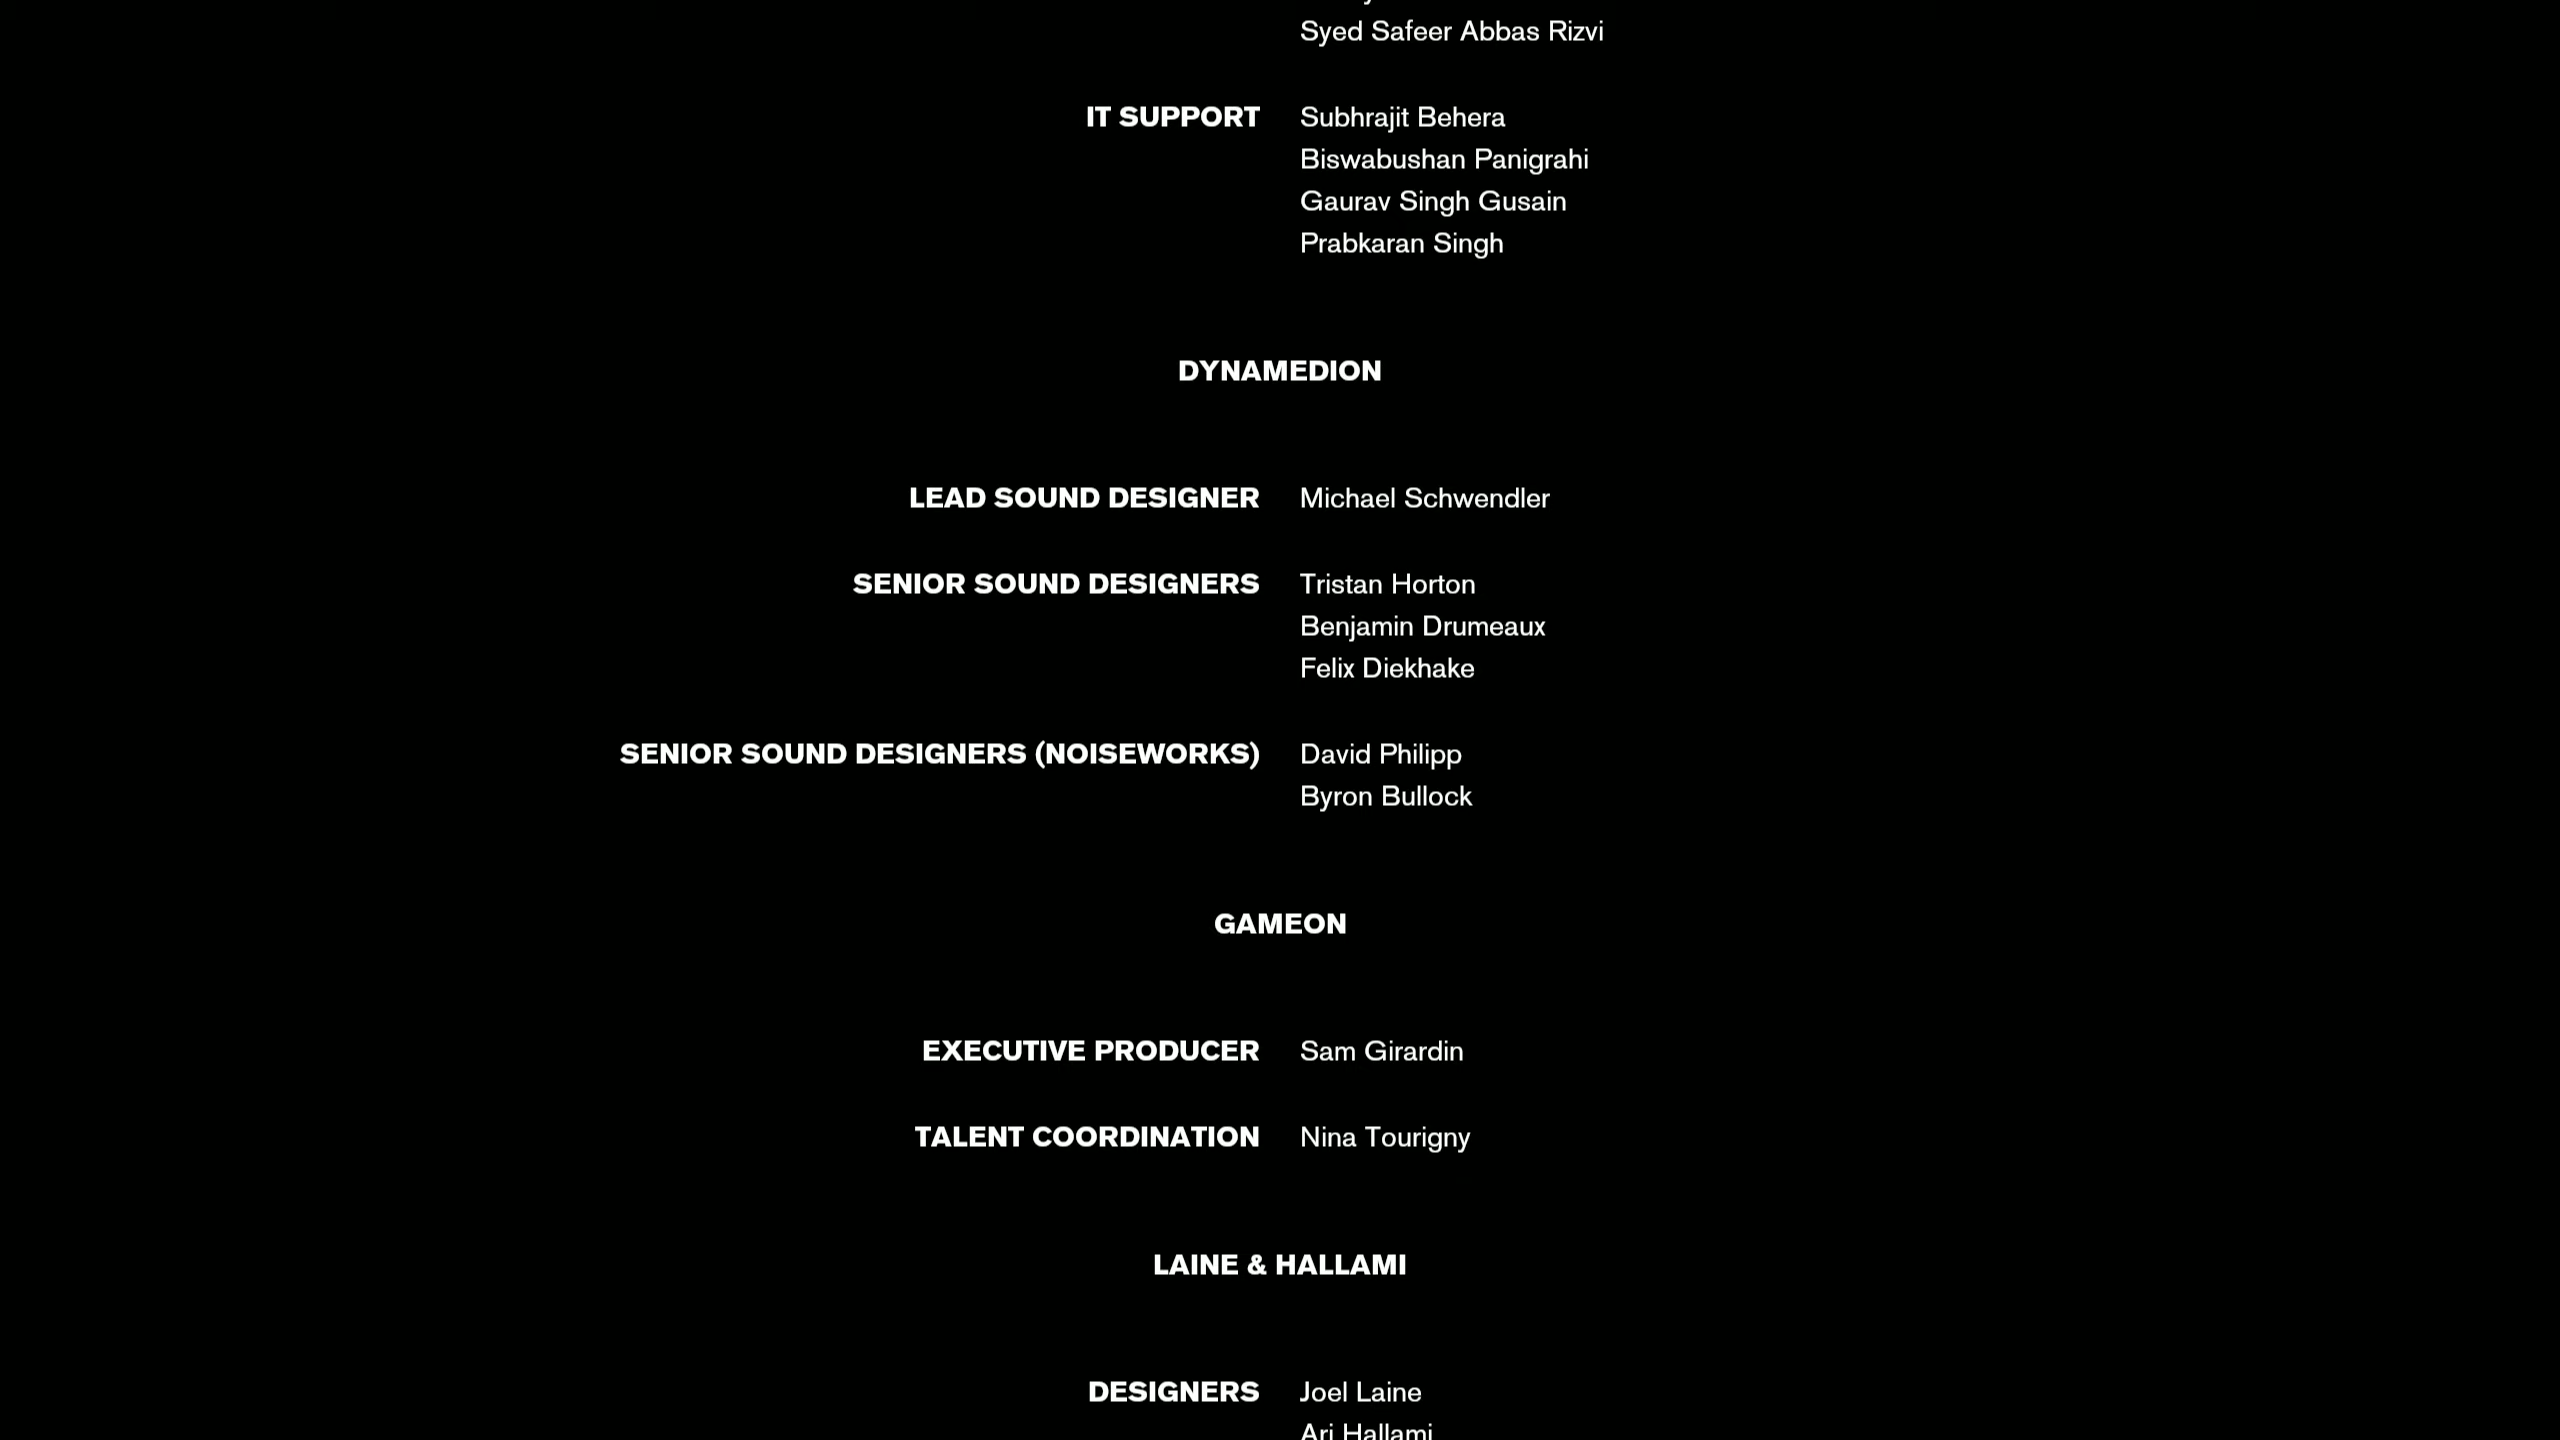 Syed Safeer Abbas Rizvi
IT SUPPORT Subhrajit Behera
Biswabushan Panigrahi
Gaurav Singh Gusain
Prabkaran Singh
DYNAMEDION
LEAD SOUND DESIGNER Michael Schwendler
SENIOR SOUND DESIGNERS Tristan Horton
Benjamin Drumeaux
Felix Diekhake
SENIOR SOUND DESIGNERS (NOISEWORKS) David Philipp
Byron Bullock
GAMEON
EXECUTIVE PRODUCER Sam Girardin
TALENT COORDINATION Nina Tourigny
LAINE & HALLAMI
DESIGNERS Joel Laine
Ari Hallami